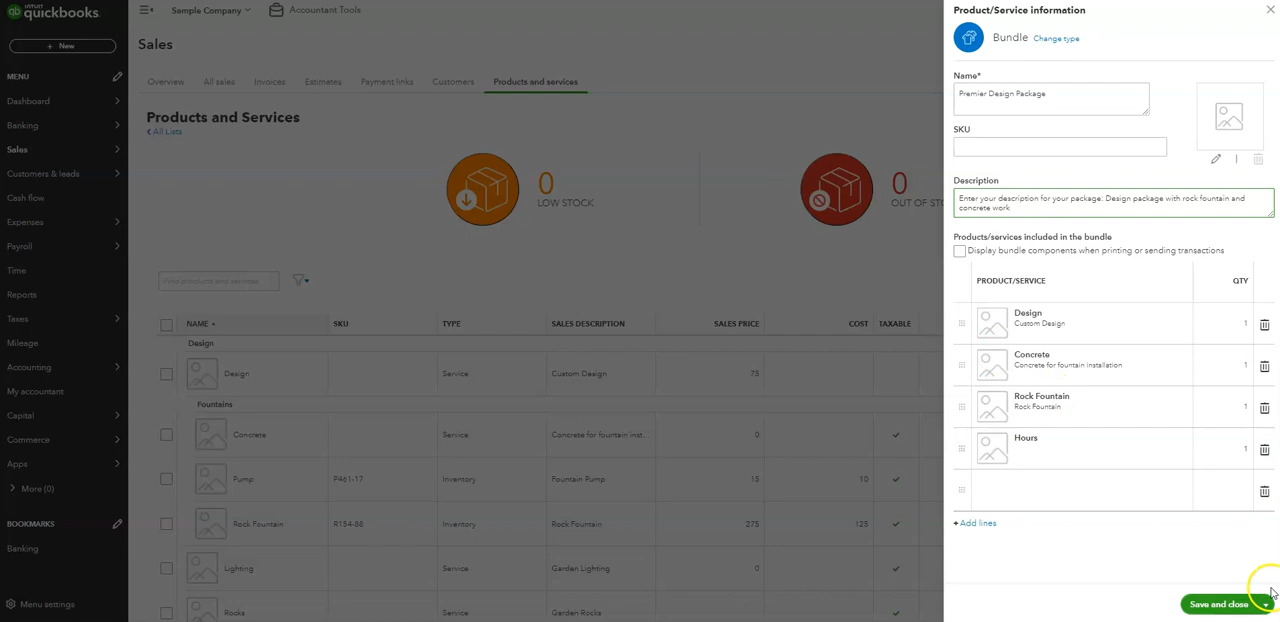 INTUIT
qb quickbooks.
Sample Company
Accountant Tools
+ New
MENU
Dashboard
Banking
Sales
Customers & leads
Cash flow
Expenses
Payroll
Time
Reports
Taxes
Mileage
Accounting
My accountant
Capital
Commerce
Apps
More (0)
BOOKMARKS
Banking
Menu settings
Sales
Overview All sales Invoices Estimates Payment links Customers Products and services
Products and Services
All Lists
0
LOW STOCK
0
OUT OF STO
Find products and services
NAME SKU TYPE SALES DESCRIPTION SALES PRICE COST TAXABLE
Design
Design Service Custom Design 75
Fountains
Concrete Service Concrete for fountain inst... 0
Pump P461-17 Inventory Fountain Pump 15 10
Rock Fountain R154-88 Inventory Rock Fountain 275 125
Lighting Service Garden Lighting 0
Rocks Service Garden Rocks 0
Product/Service information
Bundle Change type
Name*
Premier Design Package
SKU
Description
Enter your description for your package: Design package with rock fountain and
concrete work
Products/services included in the bundle
Display bundle components when printing or sending transactions
PRODUCT/SERVICE QTY
Design
Custom Design 1
Concrete
Concrete for fountain installation 1
Rock Fountain
Rock Fountain 1
Hours 1
+ Add lines
Save and close